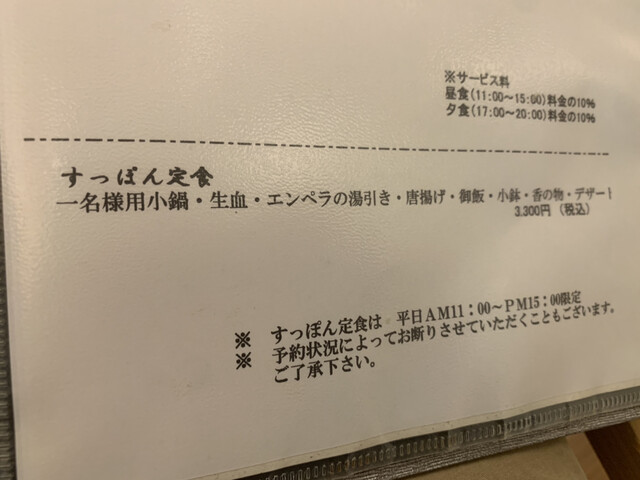 ※サービス料
昼食(11:00～15:00)料金の10%
夕食(17:00～20:00)料金の10%
すっぽん定食
一名様用小鍋・生血・エンペラの湯引き・唐揚げ・御飯・小鉢・香の物・デザート
3,300円 (税込)
※ すっぽん定食は 平日AM11：00～PM15：00限定
※ 予約状況によってお断りさせていただくこともございます。
ご了承下さい。